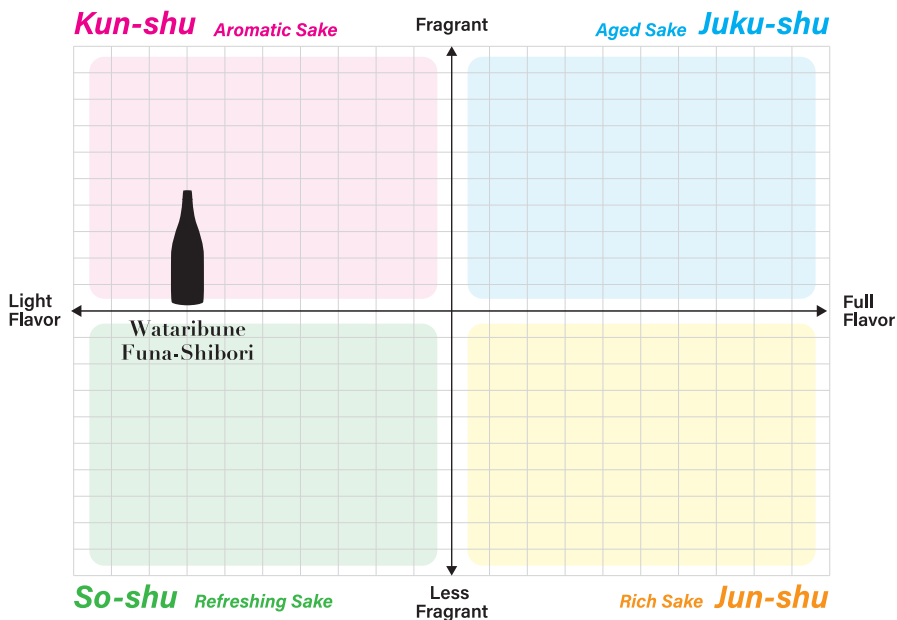 Kun-shu Aromatic Sake
Fragrant
Aged Sake Juku-shu
Light
Flavor
Full
Flavor
Wataribune
Funa-Shibori
So-shu Refreshing Sake
Less
Fragrant
Rich Sake Jun-shu